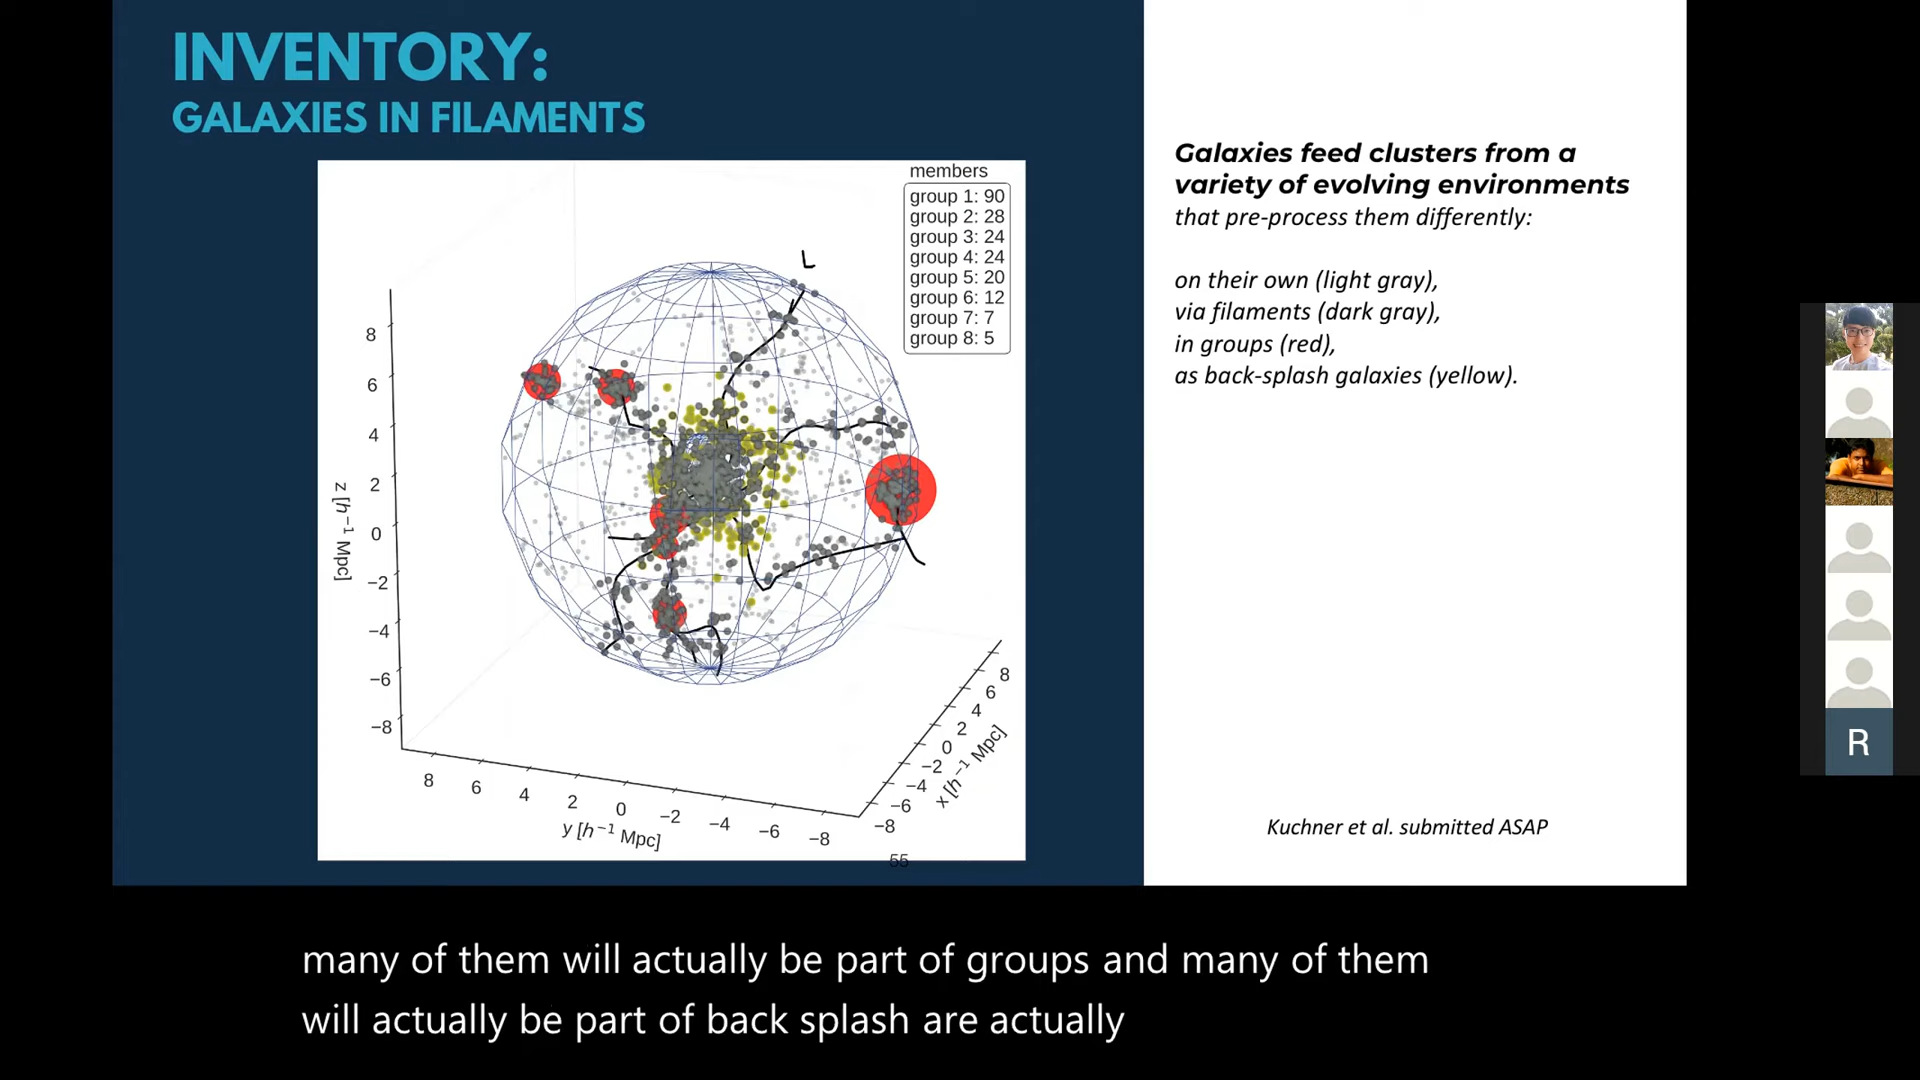 INVENTORY:
GALAXIES IN FILAMENTS
members
group 1: 90
group 2: 28
group 3: 24
group 4: 24
group 5: 20
group 6: 12
group 7: 7
group 8: 5
8
6
4
2
0
−2
−4
−6
−8
z [h⁻¹ Mpc]
8
6
4
2
0
−2
−4
−6
−8
y [h⁻¹ Mpc]
8
6
4
2
0
−2
−4
−6
−8
x [h⁻¹ Mpc]
55
Galaxies feed clusters from a
variety of evolving environments
that pre-process them differently:
on their own (light gray),
via filaments (dark gray),
in groups (red),
as back-splash galaxies (yellow).
Kuchner et al. submitted ASAP
R
many of them will actually be part of groups and many of them
will actually be part of back splash are actually